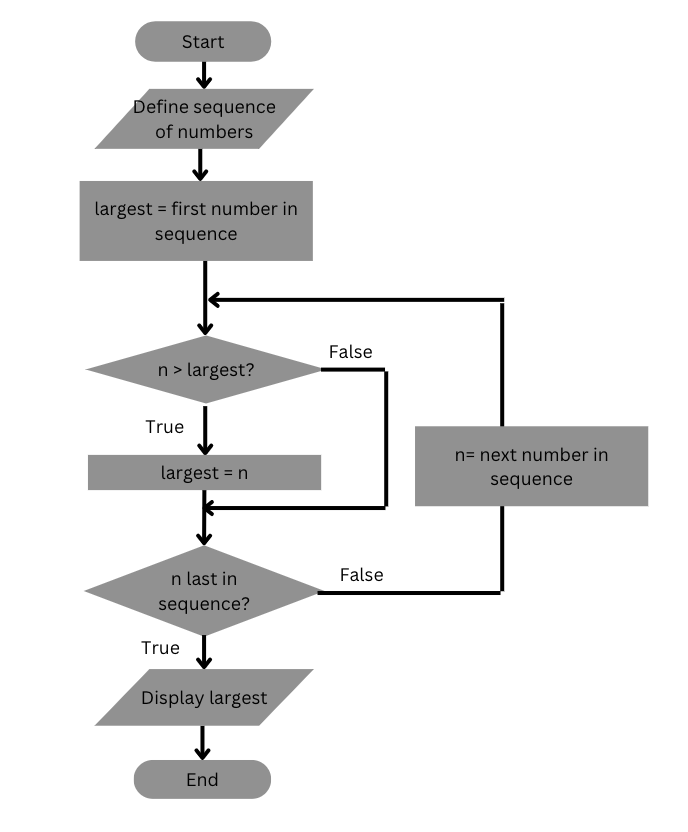 Start
Define sequence
of numbers
largest = first number in
sequence
n > largest?
False
True
largest = n
n= next number in
sequence
n last in
sequence?
False
True
Display largest
End